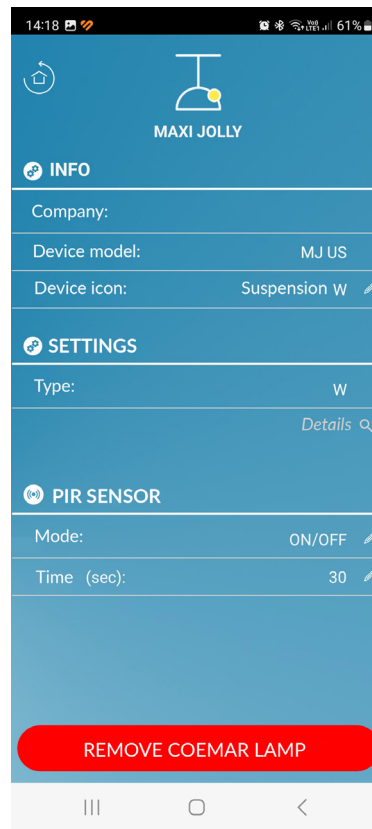 14:18 61%
MAXI JOLLY
INFO
Company:
Device model: MJ US
Device icon: Suspension W
SETTINGS
Type: W
Details
PIR SENSOR
Mode: ON/OFF
Time (sec): 30
REMOVE COEMAR LAMP